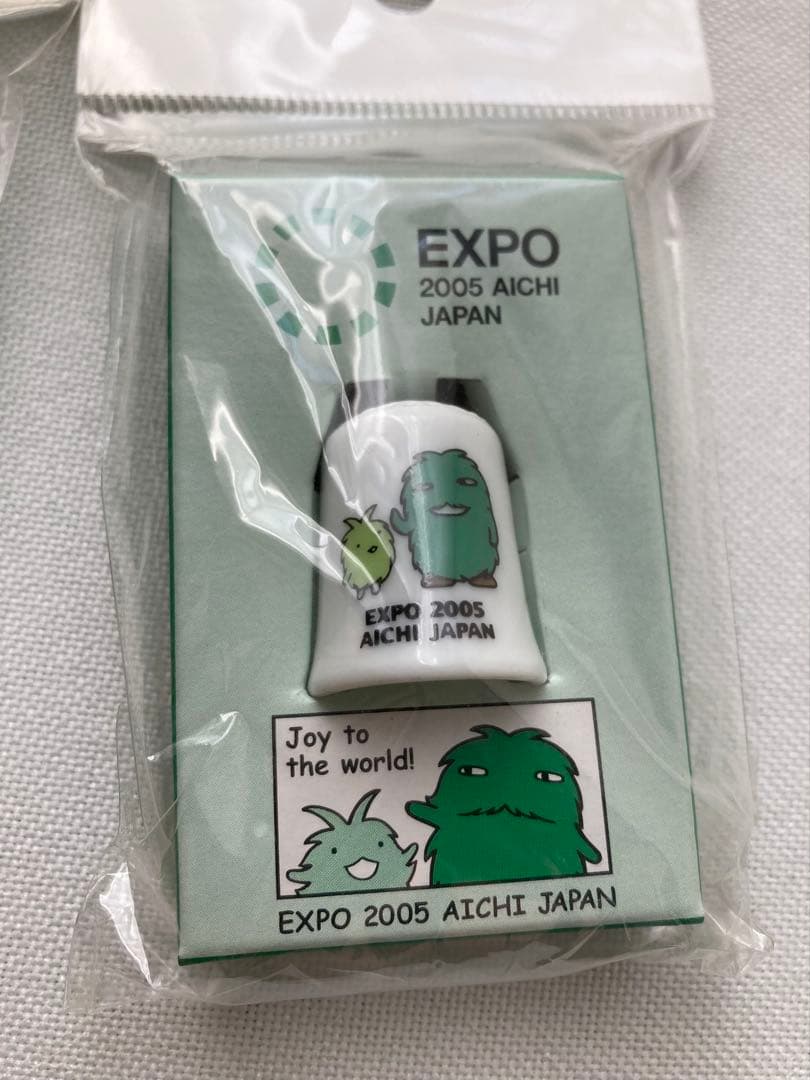 EXPO
2005 AICHI
JAPAN
EXPO 2005
AICHI JAPAN
Joy to
the world!
EXPO 2005 AICHI JAPAN